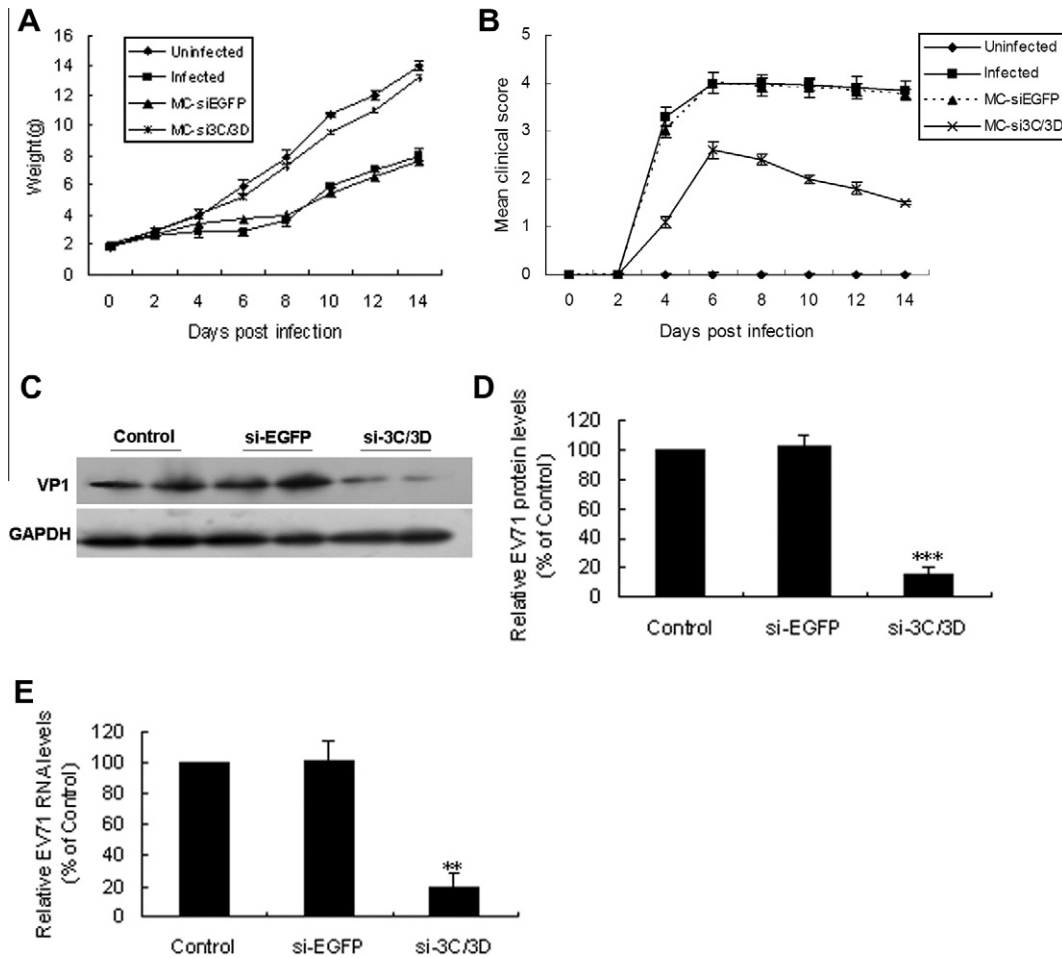 A
Weight(g)
16
14
12
10
8
6
4
2
0
Uninfected
Infected
MC-siEGFP
MC-si3C/3D
0 2 4 6 8 10 12 14
Days post infection
B
Mean clinical score
5
4
3
2
1
0
Uninfected
Infected
MC-siEGFP
MC-si3C/3D
0 2 4 6 8 10 12 14
Days post infection
C
Control si-EGFP si-3C/3D
VP1
GAPDH
D
Relative EV71 protein levels
(% of Control)
120
100
80
60
40
20
0
***
Control si-EGFP si-3C/3D
E
Relative EV71 RNA levels
(% of Control)
120
100
80
60
40
20
0
**
Control si-EGFP si-3C/3D